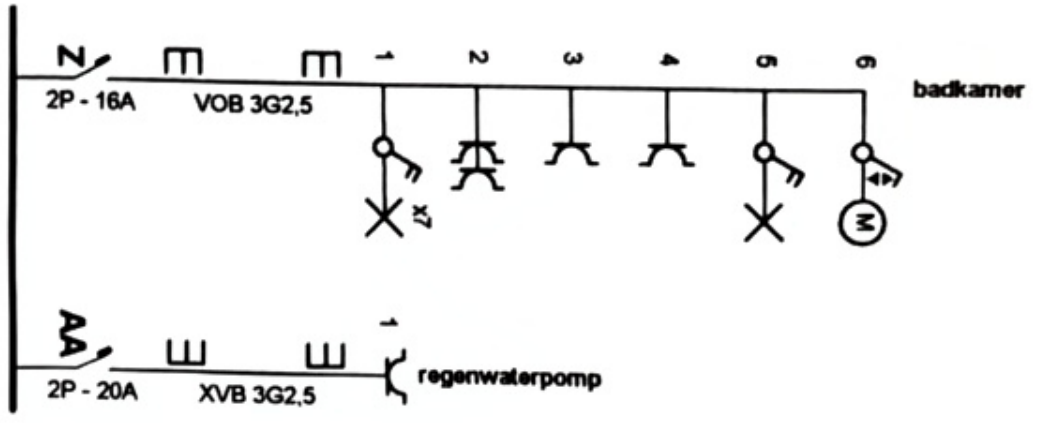 Z
1 2 3 4 5 6
badkamer
2P - 16A
VOB 3G2,5
x7
M
AA
1
regenwaterpomp
2P - 20A
XVB 3G2,5